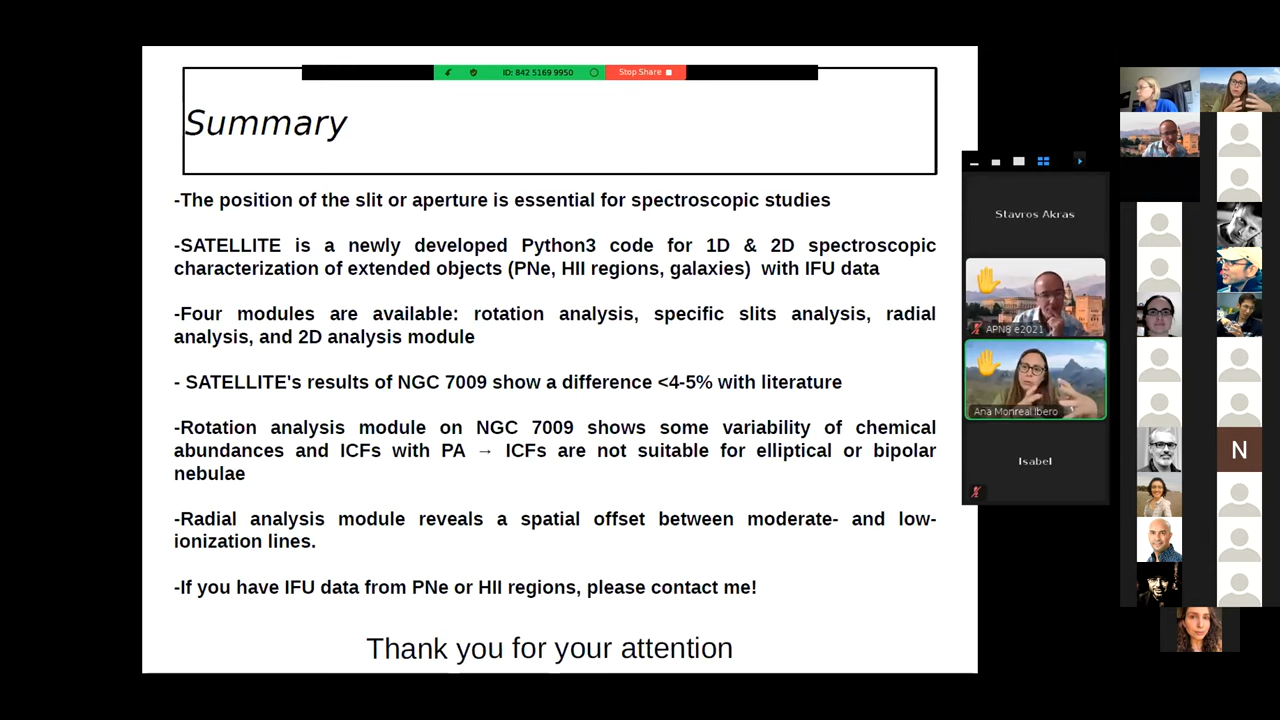 ID: 842 5169 9950
Stop Share
Summary
-The position of the slit or aperture is essential for spectroscopic studies
-SATELLITE is a newly developed Python3 code for 1D & 2D spectroscopic
characterization of extended objects (PNe, HII regions, galaxies)  with IFU data
-Four modules are available: rotation analysis, specific slits analysis, radial
analysis, and 2D analysis module
- SATELLITE's results of NGC 7009 show a difference <4-5% with literature
-Rotation analysis module on NGC 7009 shows some variability of chemical
abundances and ICFs with PA → ICFs are not suitable for elliptical or bipolar
nebulae
-Radial analysis module reveals a spatial offset between moderate- and low-
ionization lines.
-If you have IFU data from PNe or HII regions, please contact me!
Thank you for your attention
Stavros Akras
APN8 e2021
Ana Monreal Ibero
Isabel
N